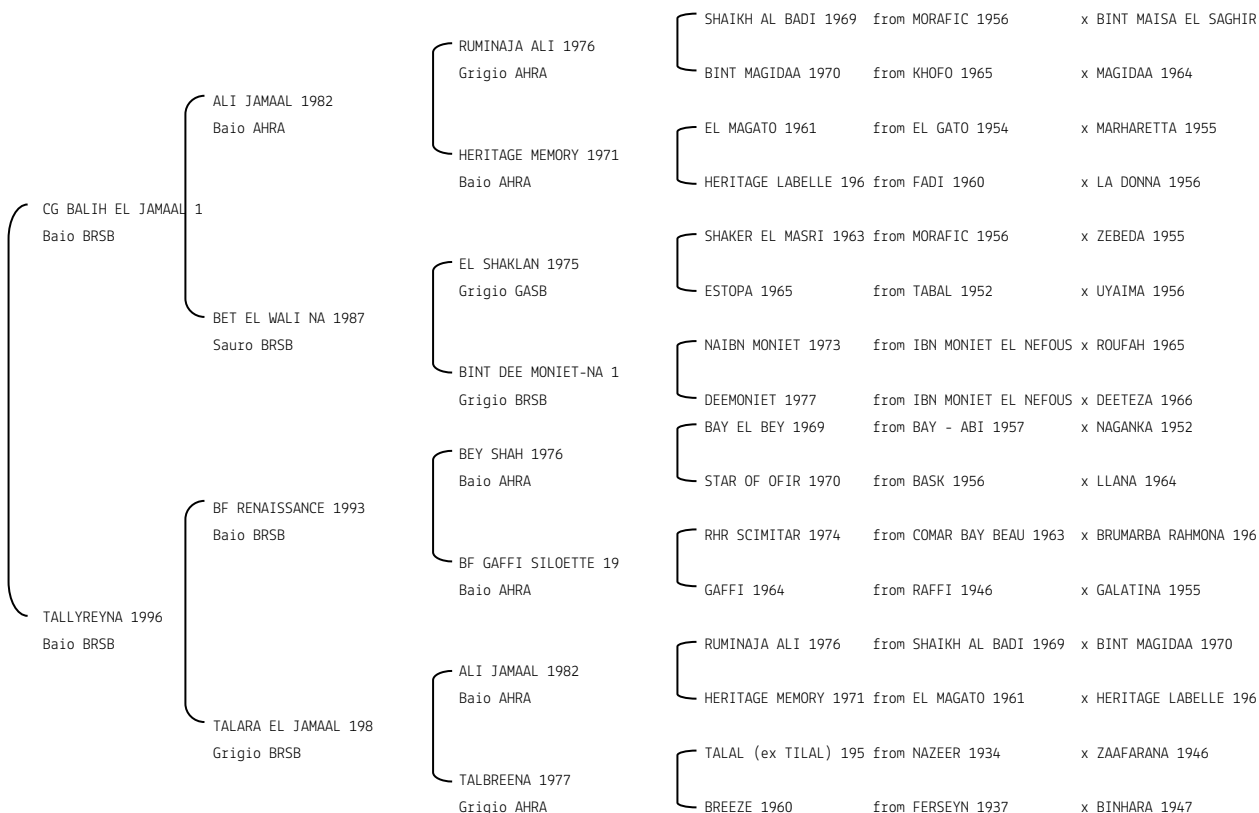 SHAIKH AL BADI 1969 from MORAFIC 1956 x BINT MAISA EL SAGHIR
RUMINAJA ALI 1976
Grigio AHRA
BINT MAGIDAA 1970 from KHOFO 1965 x MAGIDAA 1964
ALI JAMAAL 1982
Baio AHRA
EL MAGATO 1961 from EL GATO 1954 x MARHARETTA 1955
HERITAGE MEMORY 1971
Baio AHRA
HERITAGE LABELLE 196 from FADI 1960 x LA DONNA 1956
CG BALIH EL JAMAAL 1
Baio BRSB
SHAKER EL MASRI 1963 from MORAFIC 1956 x ZEBEDA 1955
EL SHAKLAN 1975
Grigio GASB
ESTOPA 1965 from TABAL 1952 x UYAIMA 1956
BET EL WALI NA 1987
Sauro BRSB
NAIBN MONIET 1973 from IBN MONIET EL NEFOUS x ROUFAH 1965
BINT DEE MONIET-NA 1
Grigio BRSB
DEEMONIET 1977 from IBN MONIET EL NEFOUS x DEETEZA 1966
BAY EL BEY 1969 from BAY - ABI 1957 x NAGANKA 1952
BEY SHAH 1976
Baio AHRA
STAR OF OFIR 1970 from BASK 1956 x LLANA 1964
BF RENAISSANCE 1993
Baio BRSB
RHR SCIMITAR 1974 from COMAR BAY BEAU 1963 x BRUMARBA RAHMONA 196
BF GAFFI SILOETTE 19
Baio AHRA
GAFFI 1964 from RAFFI 1946 x GALATINA 1955
TALLYREYNA 1996
Baio BRSB
RUMINAJA ALI 1976 from SHAIKH AL BADI 1969 x BINT MAGIDAA 1970
ALI JAMAAL 1982
Baio AHRA
HERITAGE MEMORY 1971 from EL MAGATO 1961 x HERITAGE LABELLE 196
TALARA EL JAMAAL 198
Grigio BRSB
TALAL (ex TILAL) 195 from NAZEER 1934 x ZAAFARANA 1946
TALBREENA 1977
Grigio AHRA
BREEZE 1960 from FERSEYN 1937 x BINHARA 1947